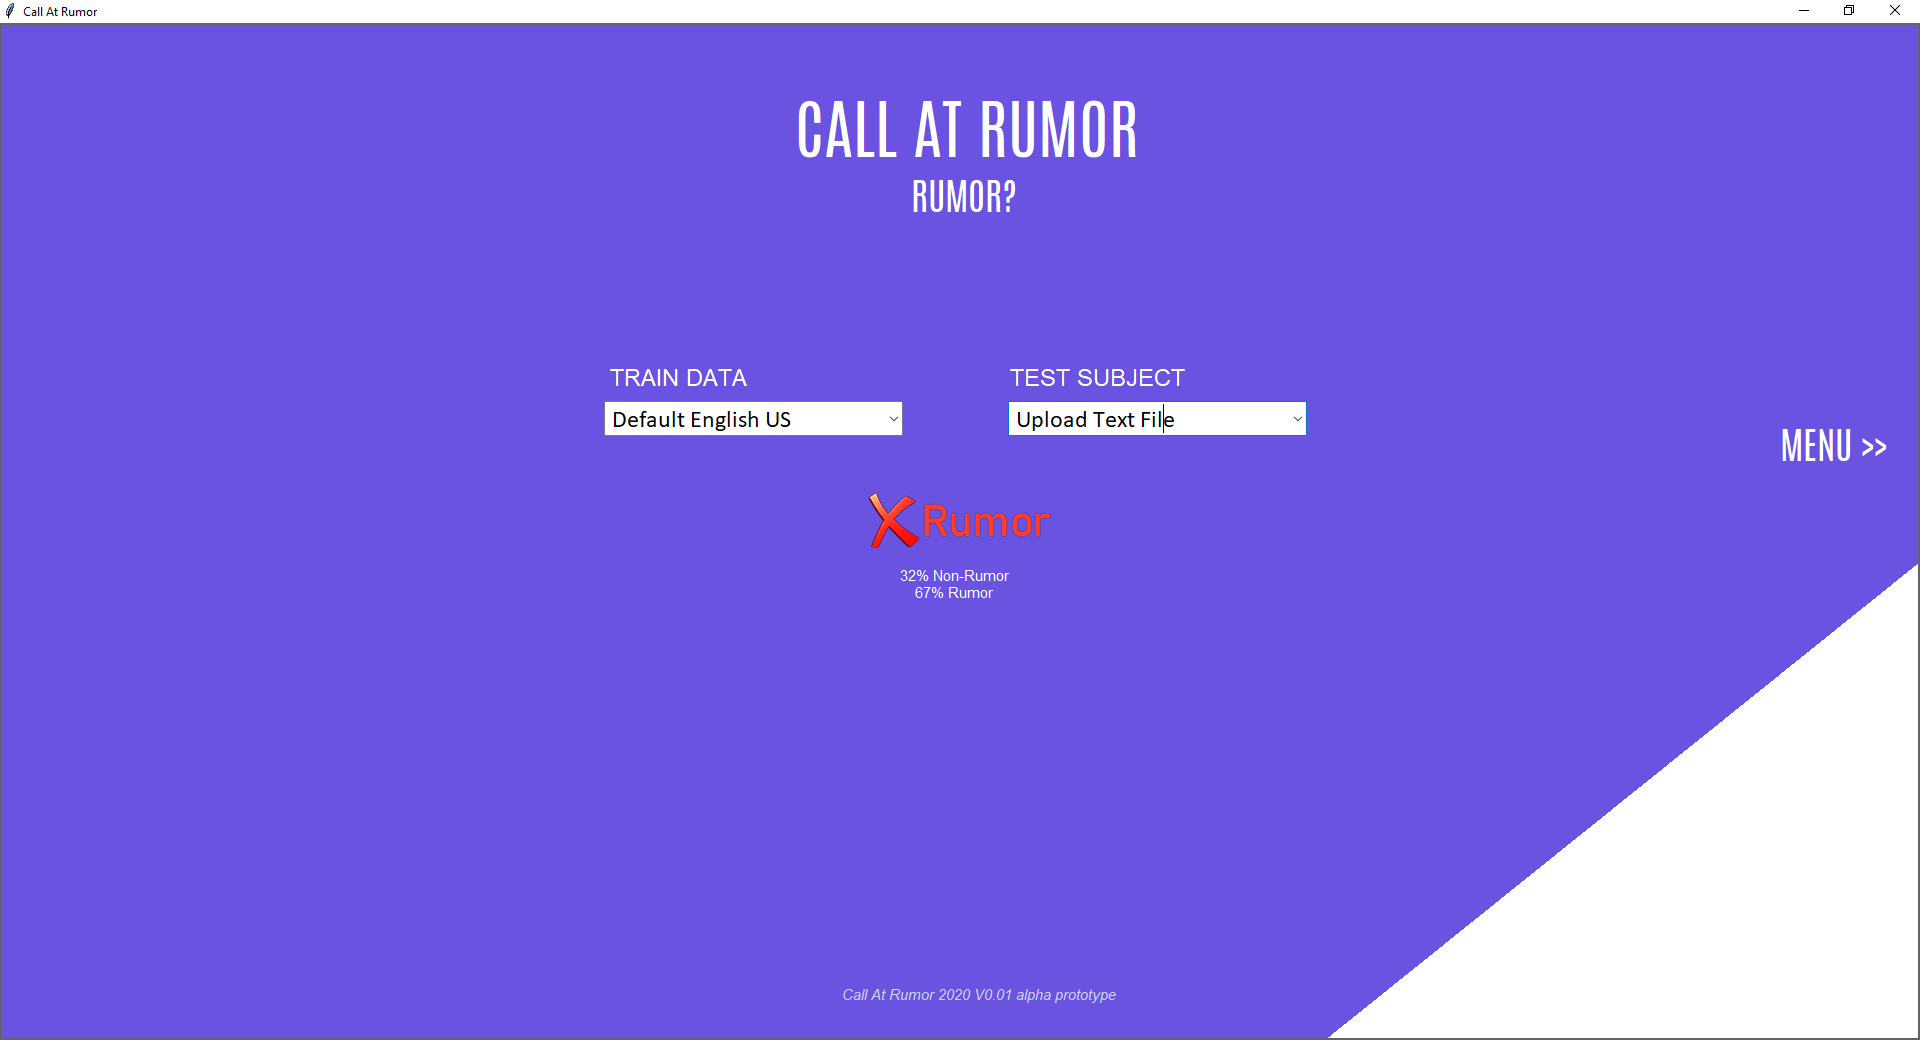 Call At Rumor
CALL AT RUMOR
RUMOR?
TRAIN DATA
TEST SUBJECT
Default English US
Upload Text File
MENU >>
Rumor
32% Non-Rumor
67% Rumor
Call At Rumor 2020 V0.01 alpha prototype